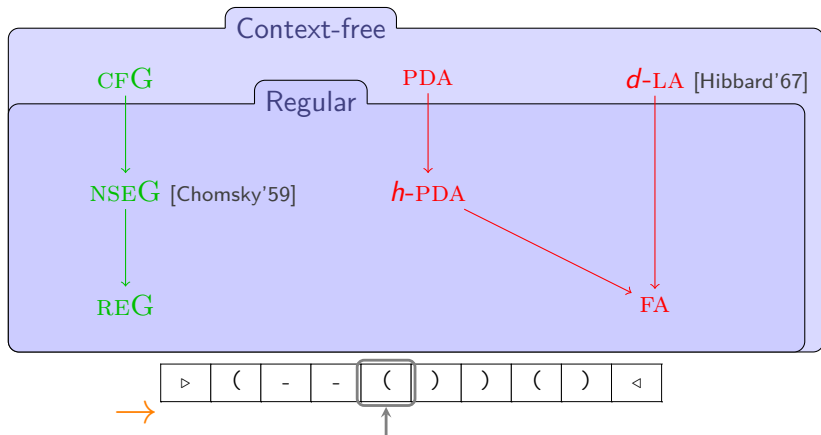 Context-free
CFG PDA d-LA [Hibbard'67]
Regular
NSEG [Chomsky'59] h-PDA
REG FA
▹ ( - - ( ) ) ( ) ◃